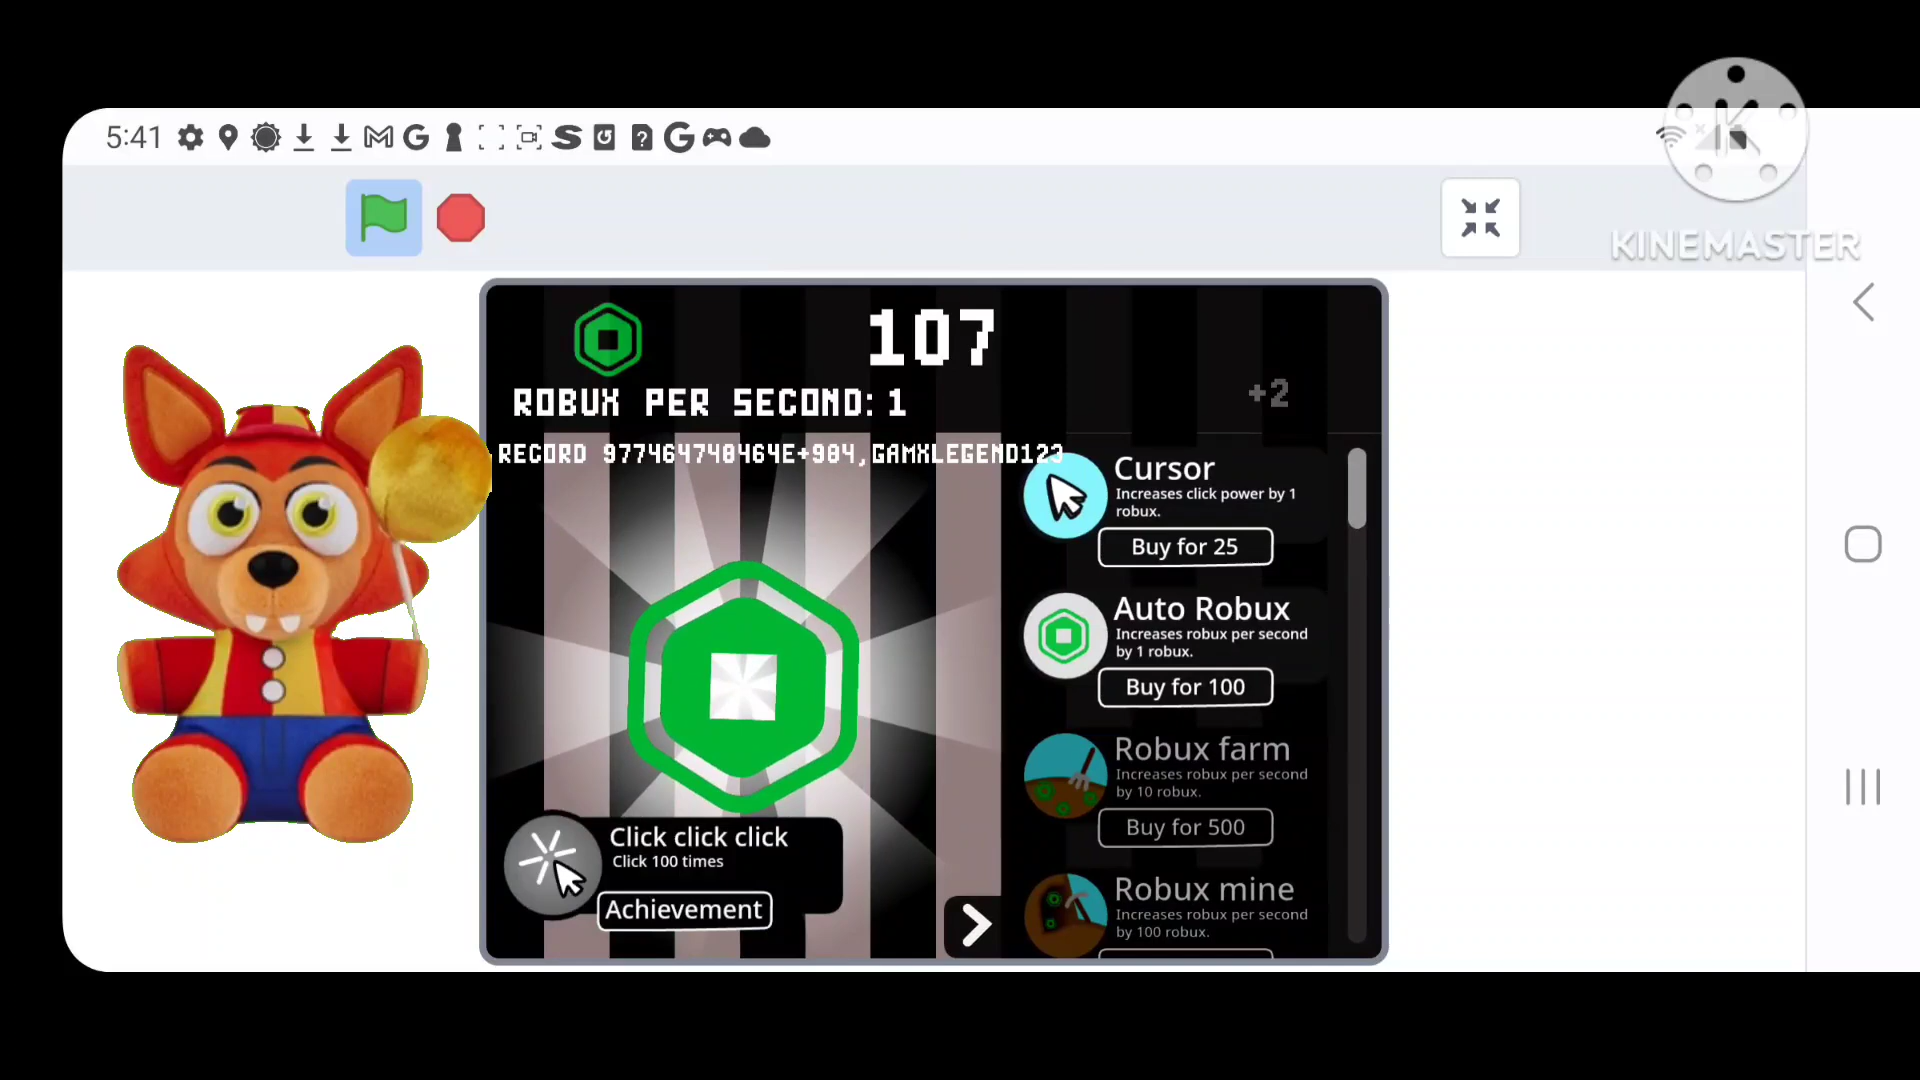 5:41
KINEMASTER
107
ROBUX PER SECOND: 1
+2
RECORD 977464748464E+984,GAMXLEGEND123
Cursor
Increases click power by 1
robux.
Buy for 25
Auto Robux
Increases robux per second
by 1 robux.
Buy for 100
Robux farm
Increases robux per second
by 10 robux.
Buy for 500
Robux mine
Increases robux per second
by 100 robux.
Click click click
Click 100 times
Achievement